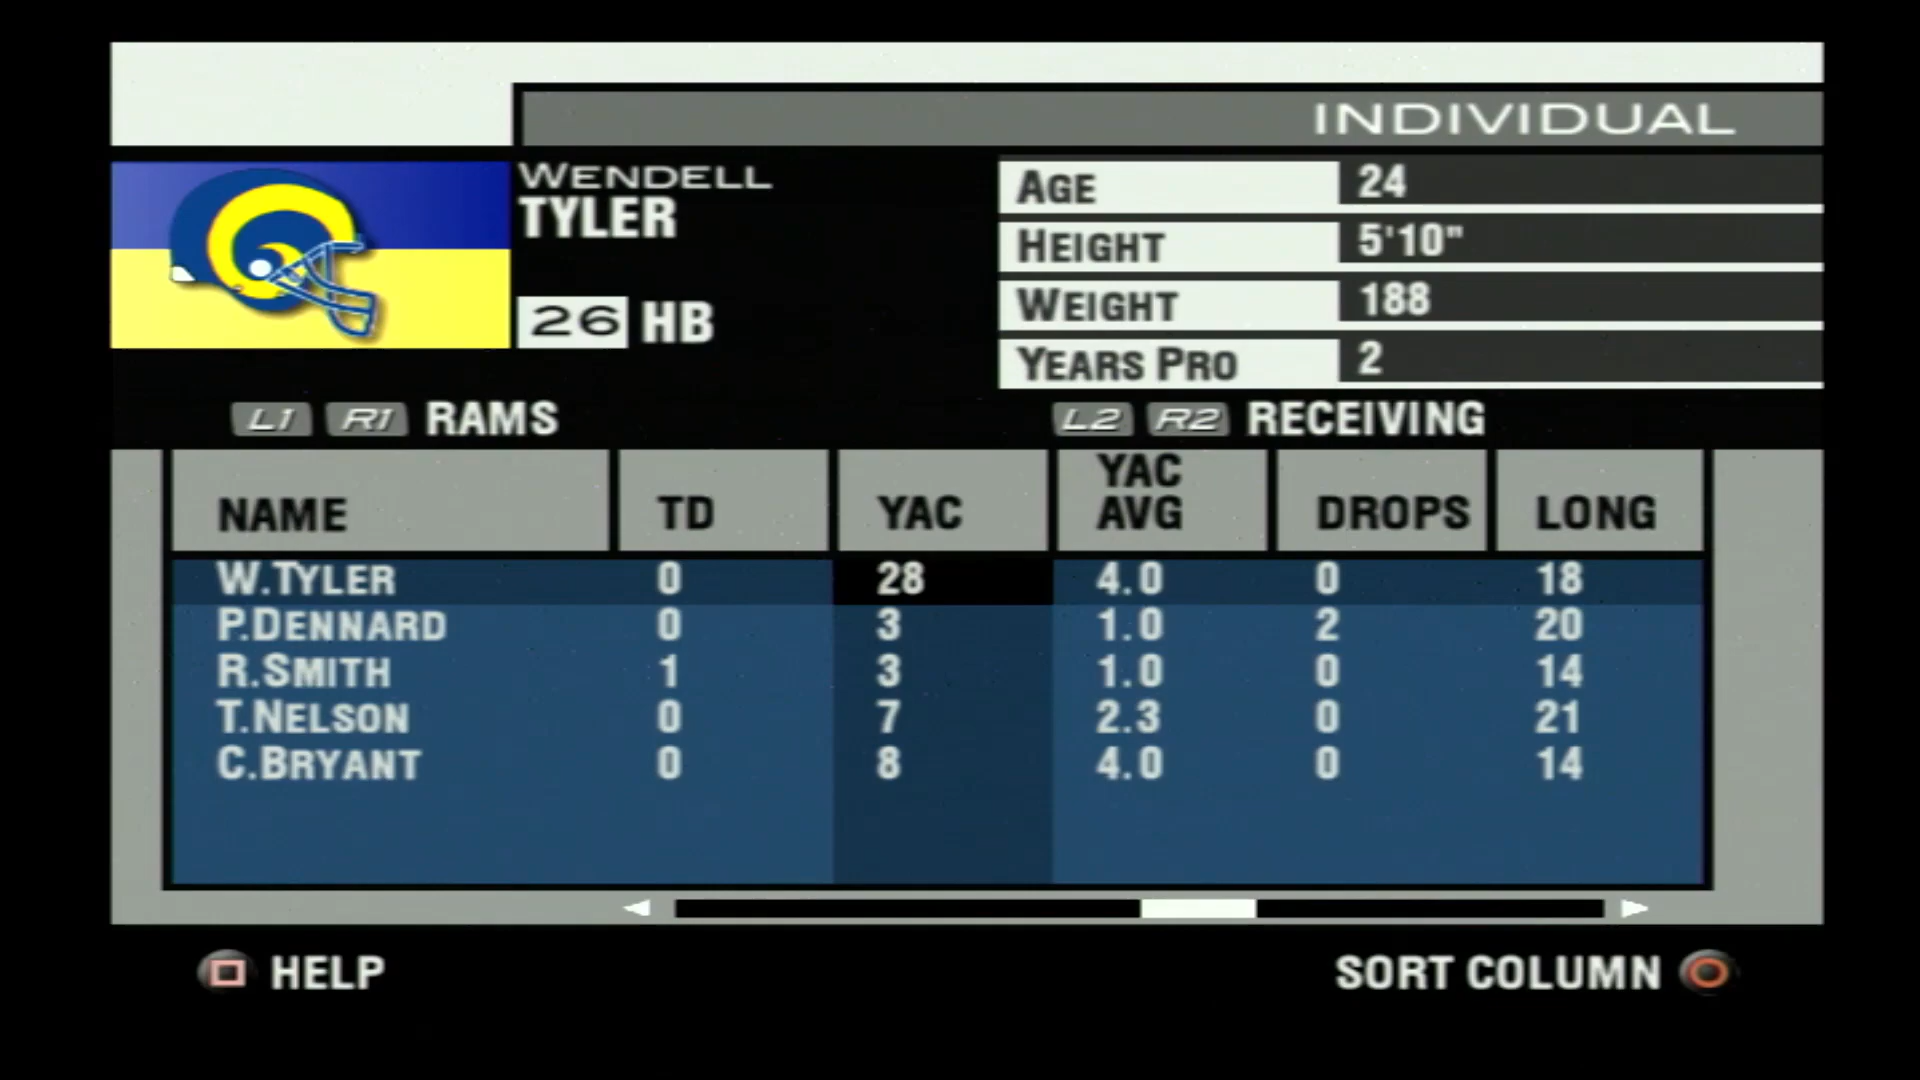 INDIVIDUAL
WENDELL
TYLER
26 HB
AGE 24
HEIGHT 5'10"
WEIGHT 188
YEARS PRO 2
L1 R1 RAMS L2 R2 RECEIVING
NAME TD YAC YAC AVG DROPS LONG
W.TYLER 0 28 4.0 0 18
P.DENNARD 0 3 1.0 2 20
R.SMITH 1 3 1.0 0 14
T.NELSON 0 7 2.3 0 21
C.BRYANT 0 8 4.0 0 14
HELP SORT COLUMN